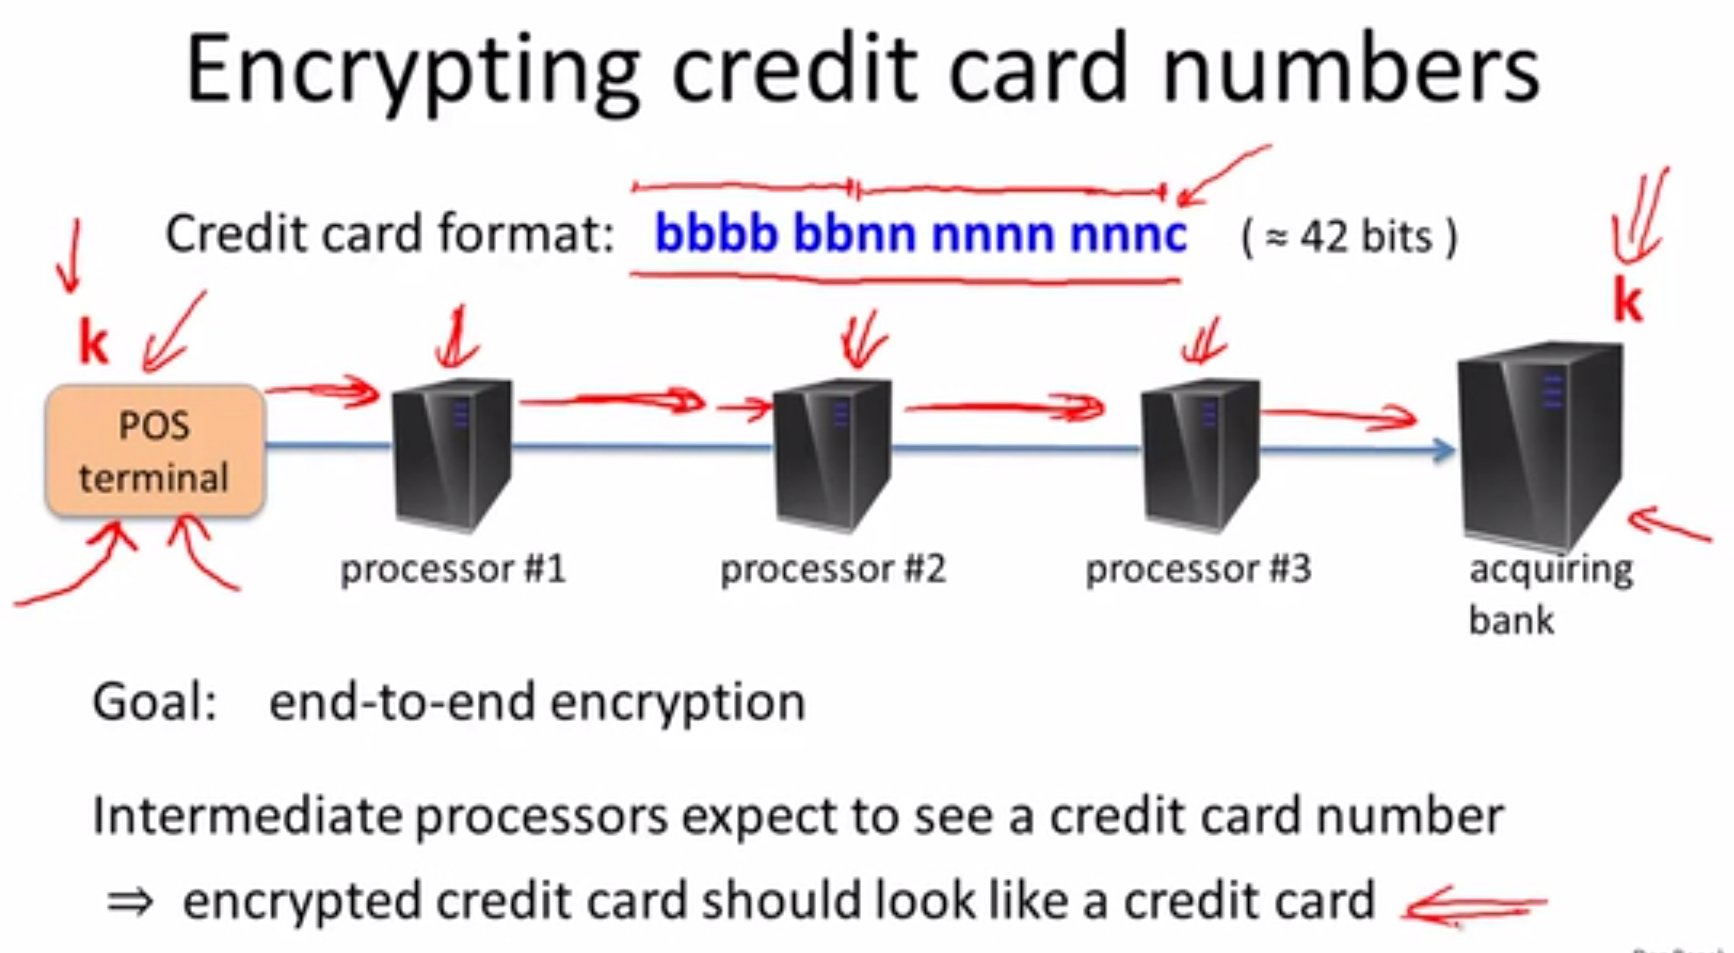 Encrypting credit card numbers
Credit card format: bbbb bbnn nnnn nnnc ( ≈ 42 bits )
k
k
POS
terminal
processor #1
processor #2
processor #3
acquiring
bank
Goal: end-to-end encryption
Intermediate processors expect to see a credit card number
⇒ encrypted credit card should look like a credit card